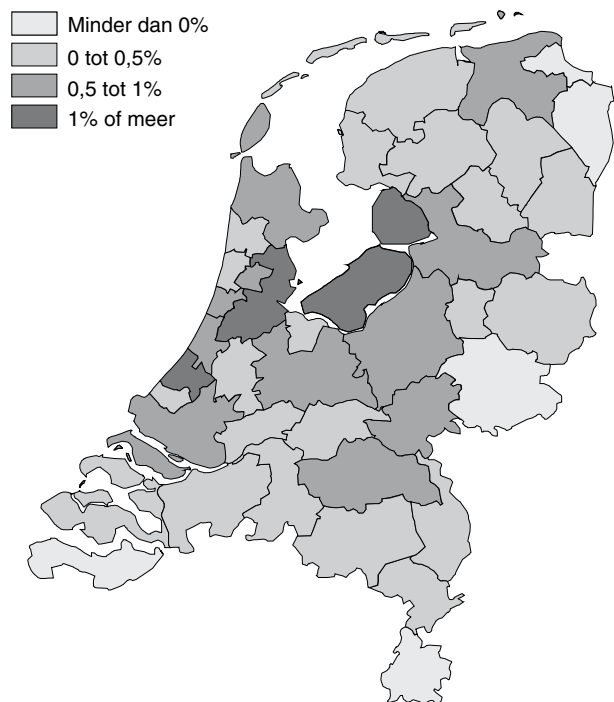 Minder dan 0%
0 tot 0,5%
0,5 tot 1%
1% of meer